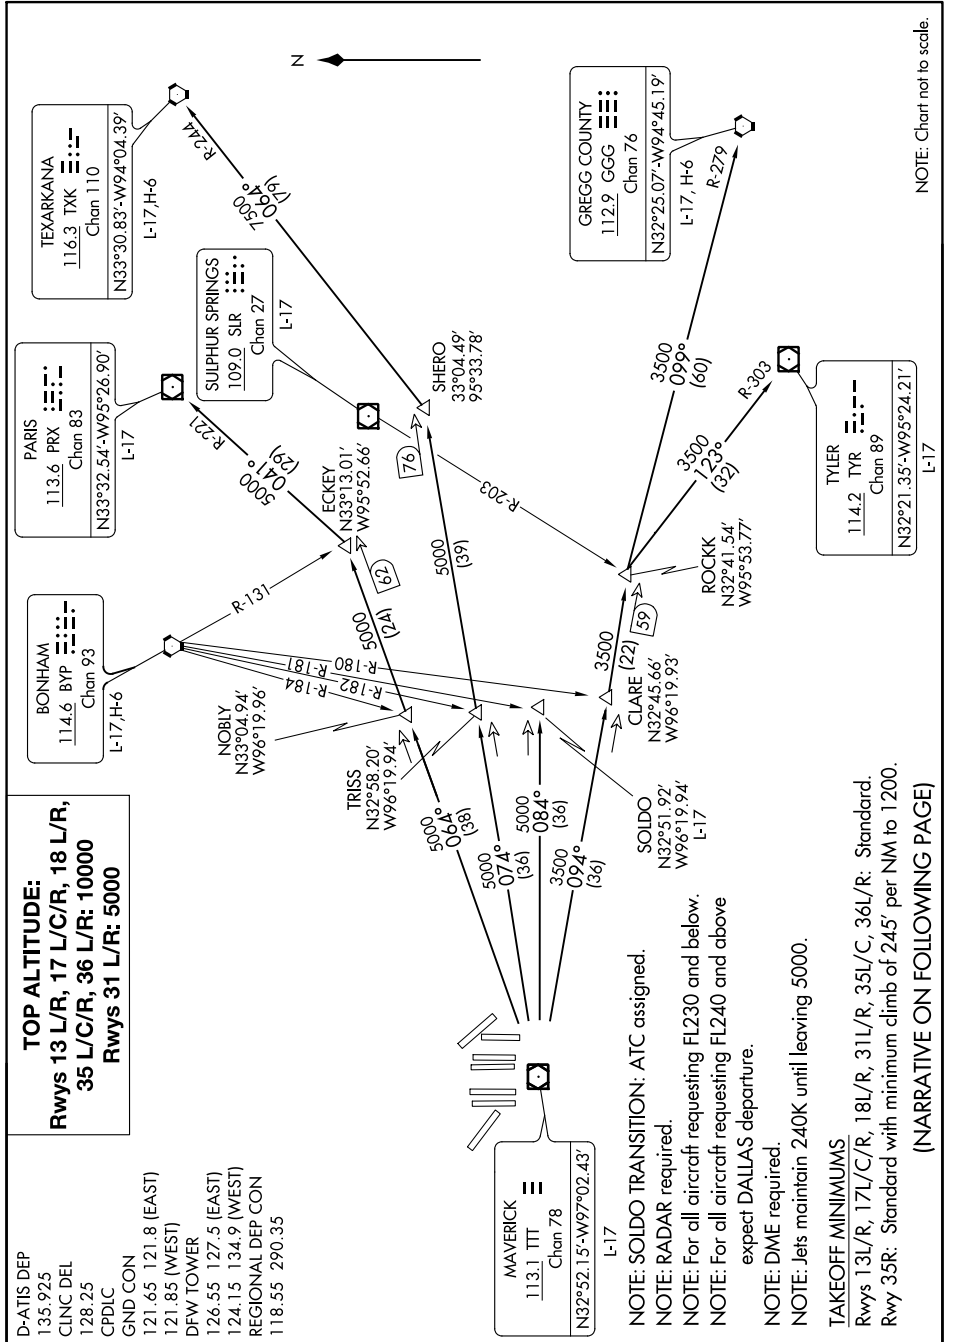 D-ATIS DEP
135.925
CLNC DEL
128.25
CPDLC
GND CON
121.65 121.8 (EAST)
121.85 (WEST)
DFW TOWER
126.55 127.5 (EAST)
124.15 134.9 (WEST)
REGIONAL DEP CON
118.55 290.35
TOP ALTITUDE:
Rwys 13 L/R, 17 L/C/R, 18 L/R,
35 L/C/R, 36 L/R: 10000
Rwys 31 L/R: 5000
BONHAM
114.6 BYP
Chan 93
L-17,H-6
PARIS
113.6 PRX
Chan 83
N33°32.54'-W95°26.90'
L-17
TEXARKANA
116.3 TXK
Chan 110
N33°30.83'-W94°04.39'
L-17,H-6
SULPHUR SPRINGS
109.0 SLR
Chan 27
L-17
N
R-244
7500
064°
(79)
R-221
5000
041°
(29)
R-131
R-184
R-182
R-181
R-180
NOBLY
N33°04.94'
W96°19.96'
ECKEY
N33°13.01'
W95°52.66'
62
5000
(24)
SHERO
33°04.49'
95°33.78'
76
5000
(39)
TRISS
N32°58.20'
W96°19.94'
R-203
5000
064°
(38)
5000
074°
(36)
5000
084°
(36)
3500
094°
(36)
SOLDO
N32°51.92'
W96°19.94'
L-17
CLARE
N32°45.66'
W96°19.93'
3500
(22)
59
ROCKK
N32°41.54'
W95°53.77'
3500
099°
(60)
R-279
3500
123°
(32)
R-303
GREGG COUNTY
112.9 GGG
Chan 76
N32°25.07'-W94°45.19'
L-17, H-6
TYLER
114.2 TYR
Chan 89
N32°21.35'-W95°24.21'
L-17
MAVERICK
113.1 TTT
Chan 78
N32°52.15'-W97°02.43'
L-17
NOTE: SOLDO TRANSITION: ATC assigned.
NOTE: RADAR required.
NOTE: For all aircraft requesting FL230 and below.
NOTE: For all aircraft requesting FL240 and above
expect DALLAS departure.
NOTE: DME required.
NOTE: Jets maintain 240K until leaving 5000.
TAKEOFF MINIMUMS
Rwys 13L/R, 17L/C/R, 18L/R, 31L/R, 35L/C, 36L/R: Standard.
Rwy 35R: Standard with minimum climb of 245' per NM to 1200.
(NARRATIVE ON FOLLOWING PAGE)
NOTE: Chart not to scale.